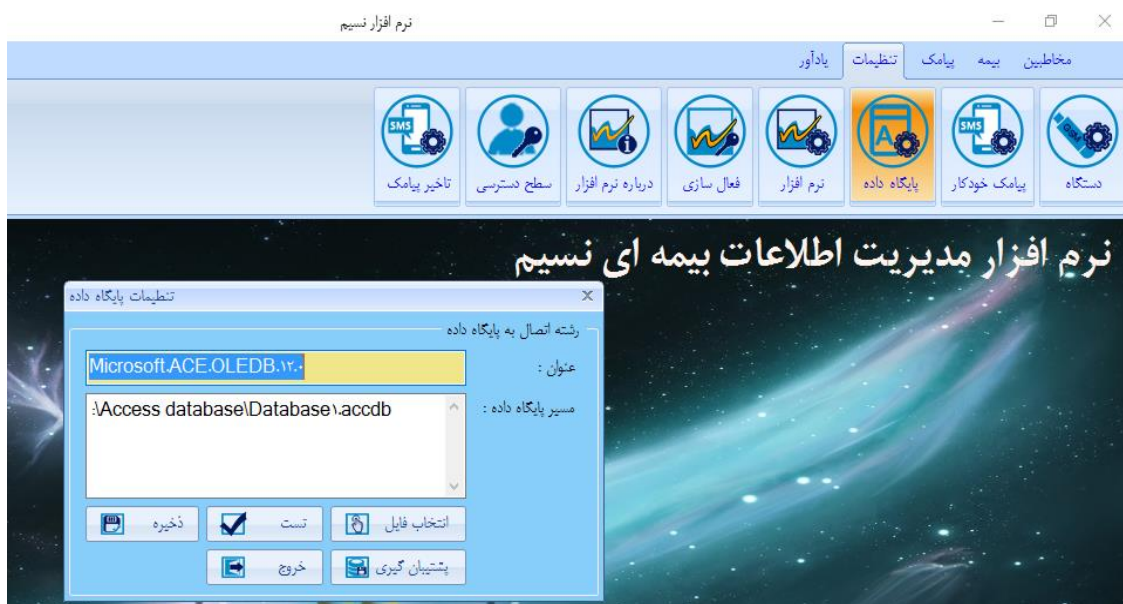 نرم افزار نسیم
مخاطبین بیمه پیامک تنظیمات یادآور
دستگاه
پیامک خودکار
پایگاه داده
نرم افزار
فعال سازی
درباره نرم افزار
سطح دسترسی
تاخیر پیامک
SMS
SMS
نرم افزار مدیریت اطلاعات بیمه ای نسیم
تنظیمات پایگاه داده
رشته اتصال به پایگاه داده
عنوان :
Microsoft.ACE.OLEDB.۱۲.۰
مسیر پایگاه داده :
:\Access database\Database۱.accdb
انتخاب فایل
تست
ذخیره
پشتیبان گیری
خروج